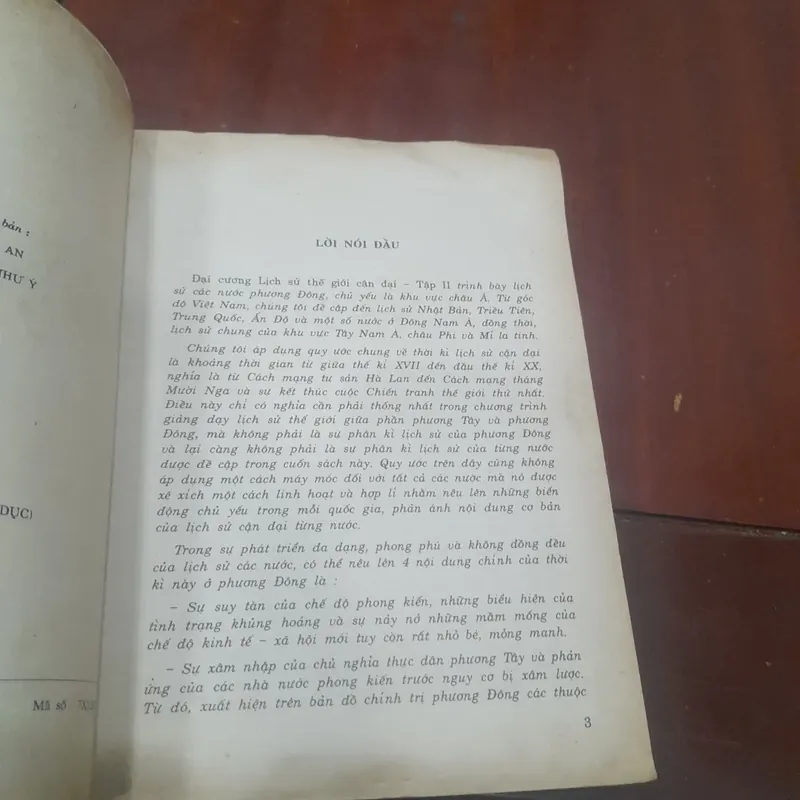 bản :
AN
NHƯ Ý
DỤC)
Mã số
LỜI NÓI ĐẦU
Đại cương Lịch sử thế giới cận đại - Tập II trình bày lịch
sử các nước phương Đông, chủ yếu là khu vực châu Á. Từ góc
độ Việt Nam, chúng tôi đề cập đến lịch sử Nhật Bản, Triều Tiên,
Trung Quốc, Ấn Độ và một số nước ở Đông Nam Á, đồng thời,
lịch sử chung của khu vực Tây Nam Á, châu Phi và Mĩ la tinh.
Chúng tôi áp dụng quy ước chung về thời kì lịch sử cận đại
là khoảng thời gian từ giữa thế kỉ XVII đến đầu thế kỉ XX,
nghĩa là từ Cách mạng tư sản Hà Lan đến Cách mạng tháng
Mười Nga và sự kết thúc cuộc Chiến tranh thế giới thứ nhất.
Điều này chỉ có nghĩa cần phải thống nhất trong chương trình
giảng dạy lịch sử thế giới giữa phần phương Tây và phương
Đông, mà không phải là sự phân kì lịch sử của phương Đông
và lại càng không phải là sự phân kì lịch sử của từng nước
được đề cập trong cuốn sách này. Quy ước trên đây cũng không
áp dụng một cách máy móc đối với tất cả các nước mà nó được
xê xích một cách linh hoạt và hợp lí nhằm nêu lên những biến
động chủ yếu trong mỗi quốc gia, phản ánh nội dung cơ bản
của lịch sử cận đại từng nước.
Trong sự phát triển đa dạng, phong phú và không đồng đều
của lịch sử các nước, có thể nêu lên 4 nội dung chính của thời
kì này ở phương Đông là :
- Sự suy tàn của chế độ phong kiến, những biểu hiện của
tình trạng khủng hoảng và sự nảy nở những mầm mống của
chế độ kinh tế - xã hội mới tuy còn rất nhỏ bé, mỏng manh.
- Sự xâm nhập của chủ nghĩa thực dân phương Tây và phản
ứng của các nhà nước phong kiến trước nguy cơ bị xâm lược.
Từ đó, xuất hiện trên bản đồ chính trị phương Đông các thuộc
3